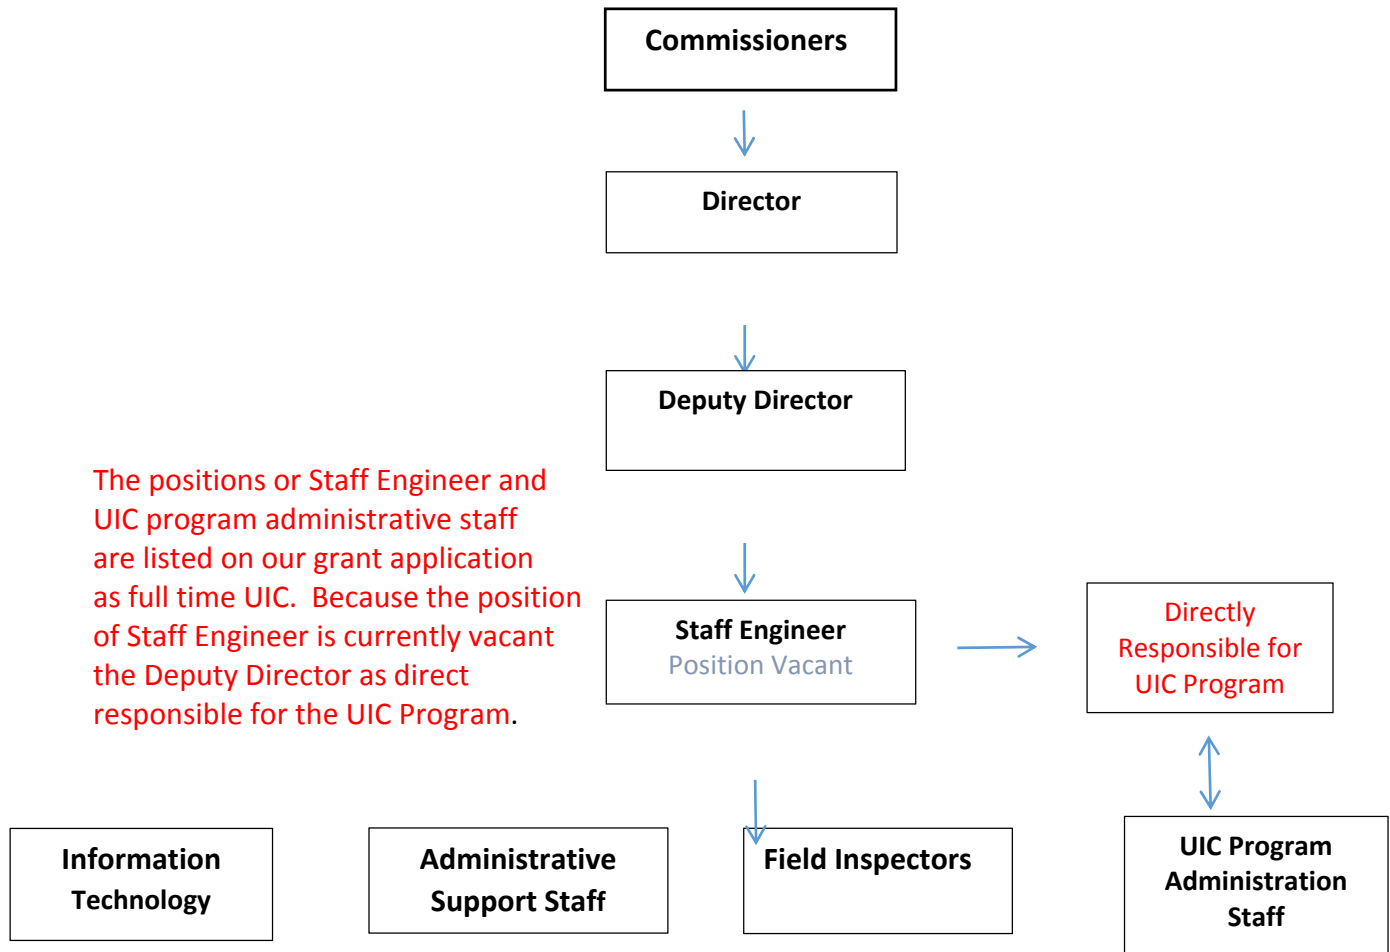 Commissioners
Director
Deputy Director
The positions or Staff Engineer and
UIC program administrative staff
are listed on our grant application
as full time UIC.  Because the position
of Staff Engineer is currently vacant
the Deputy Director as direct
responsible for the UIC Program.
Staff Engineer
Position Vacant
Directly
Responsible for
UIC Program
Information
Technology
Administrative
Support Staff
Field Inspectors
UIC Program
Administration
Staff